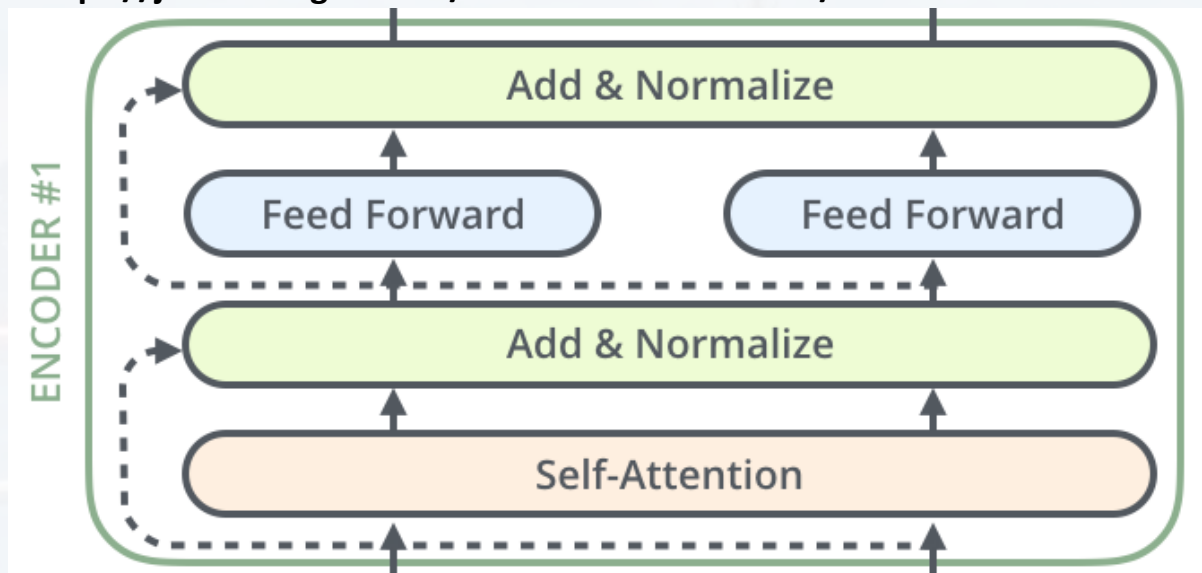 Add & Normalize
Feed Forward Feed Forward
Add & Normalize
Self-Attention
ENCODER #1